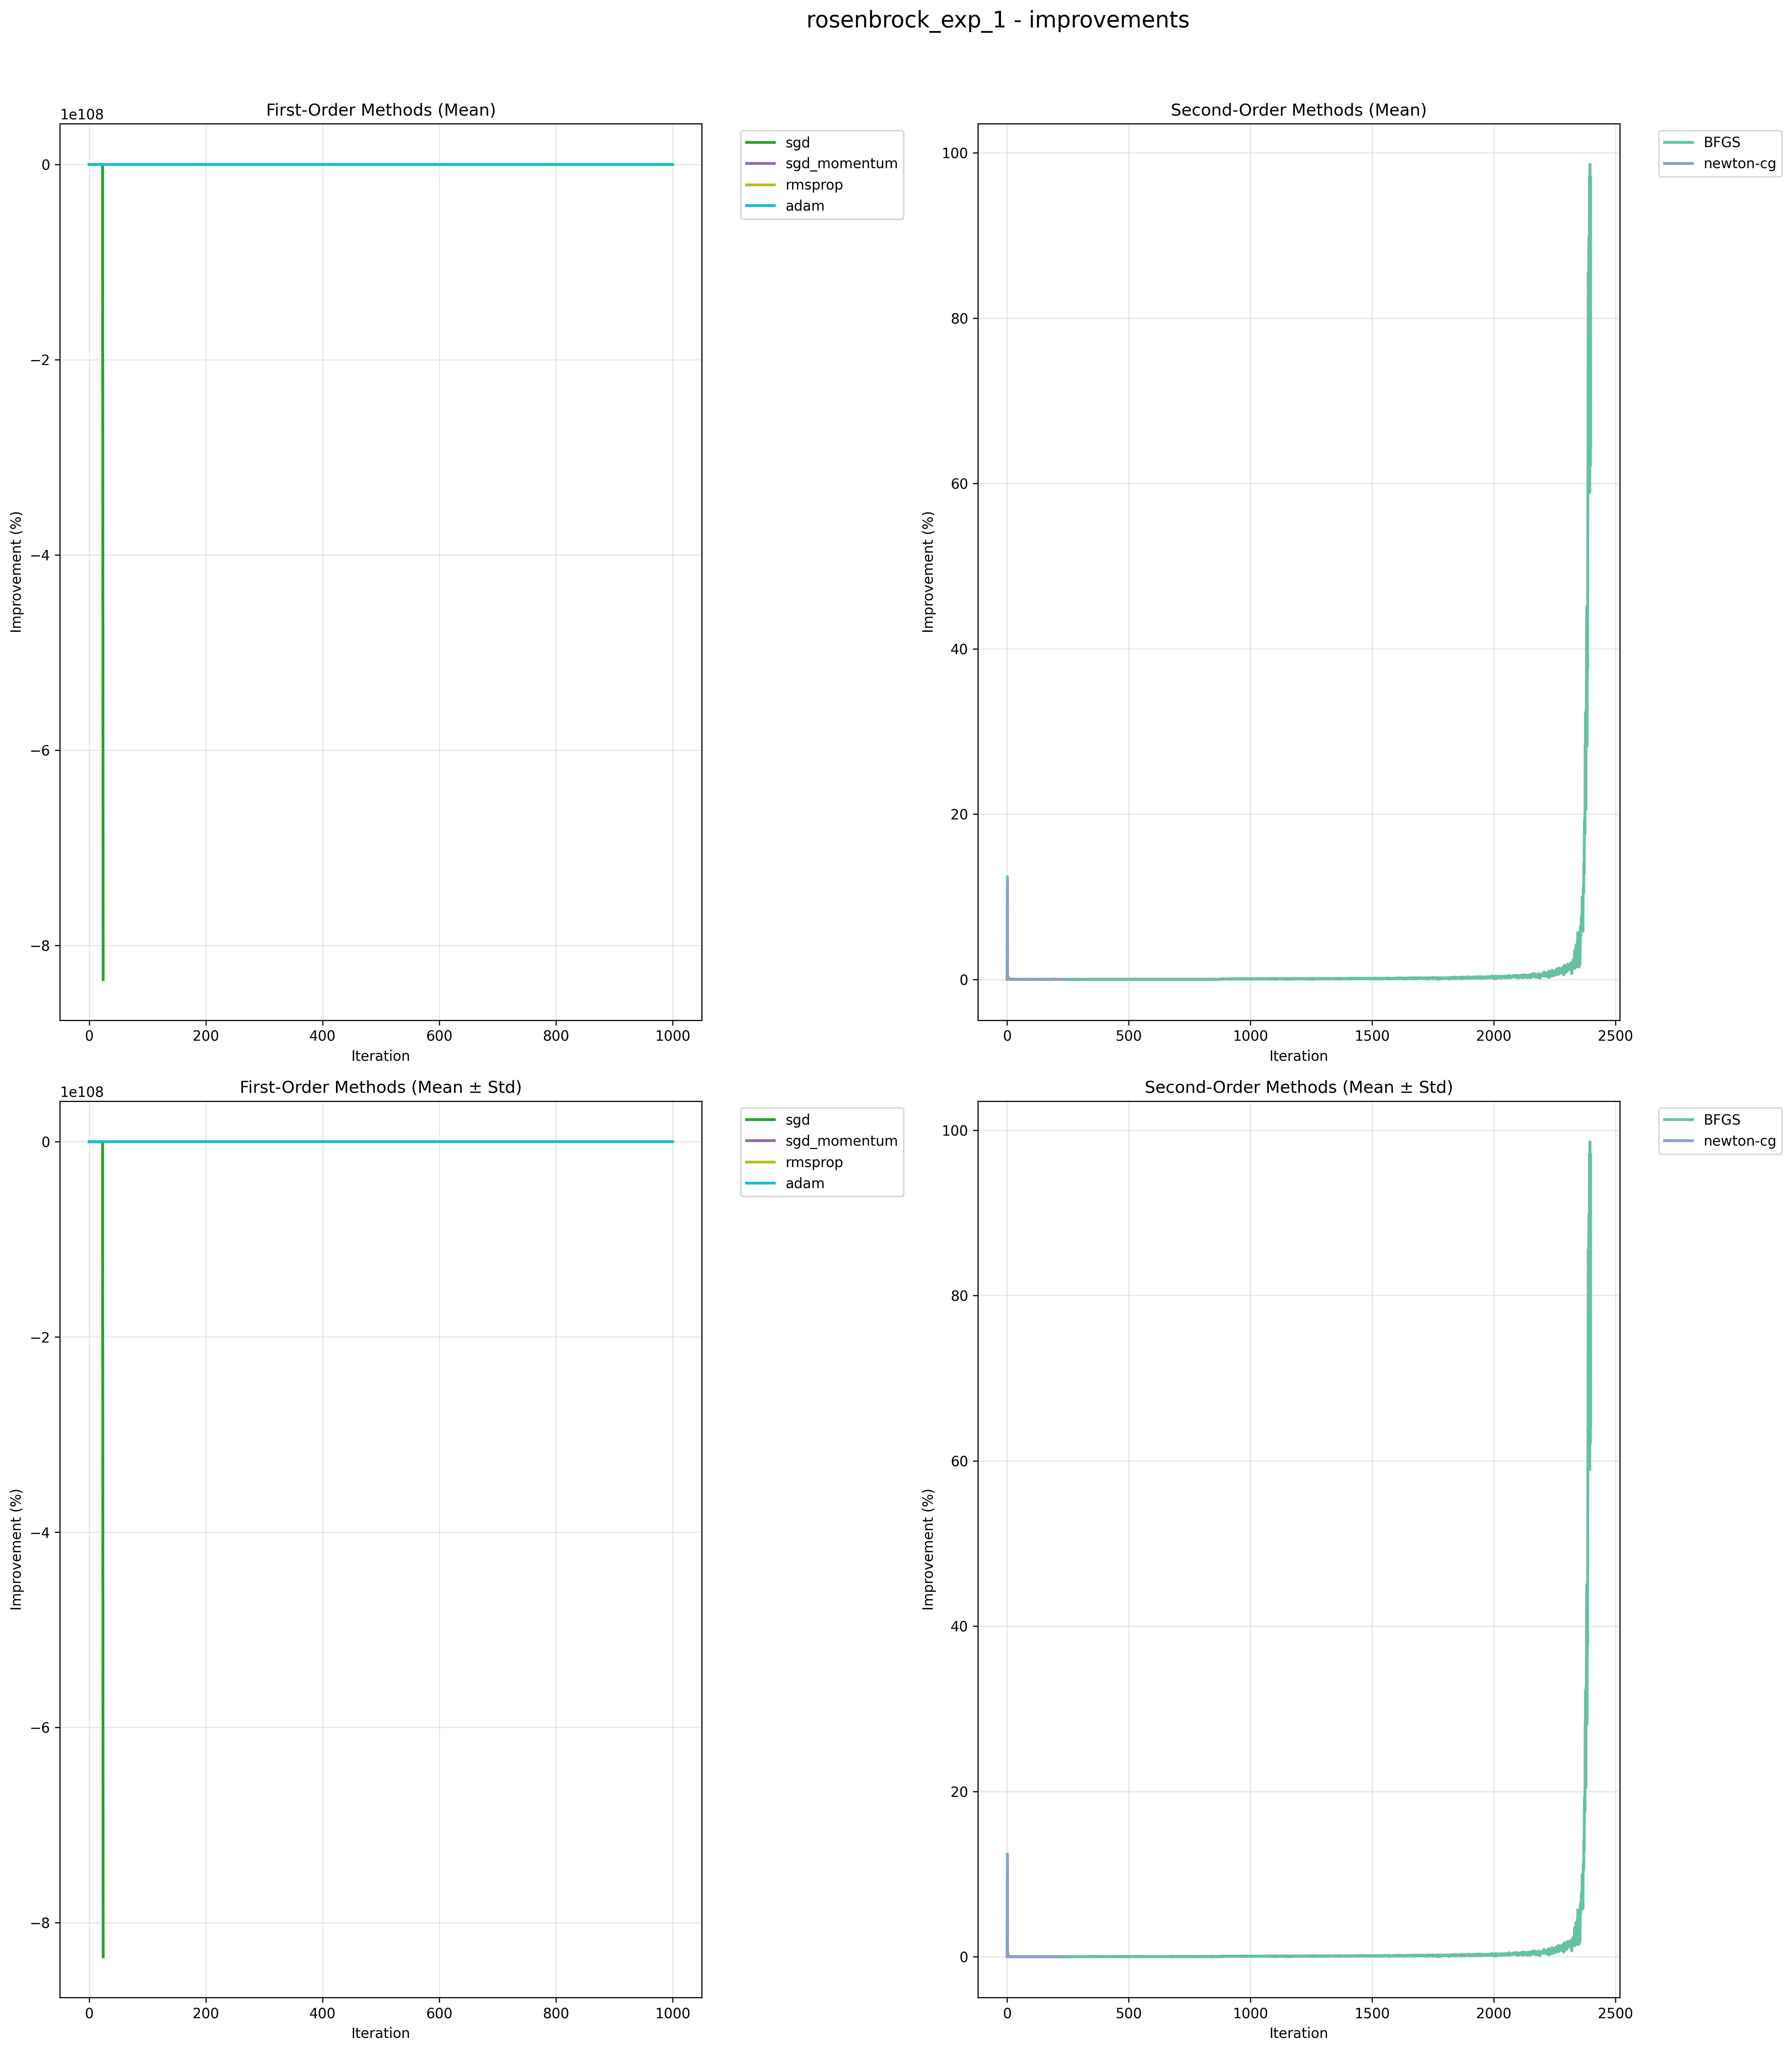 rosenbrock_exp_1 - improvements
First-Order Methods (Mean)
1e108
0
−2
−4
−6
−8
Improvement (%)
0 200 400 600 800 1000
Iteration
sgd
sgd_momentum
rmsprop
adam
Second-Order Methods (Mean)
100
80
60
40
20
0
Improvement (%)
0 500 1000 1500 2000 2500
Iteration
BFGS
newton-cg
First-Order Methods (Mean ± Std)
1e108
0
−2
−4
−6
−8
Improvement (%)
0 200 400 600 800 1000
Iteration
sgd
sgd_momentum
rmsprop
adam
Second-Order Methods (Mean ± Std)
100
80
60
40
20
0
Improvement (%)
0 500 1000 1500 2000 2500
Iteration
BFGS
newton-cg